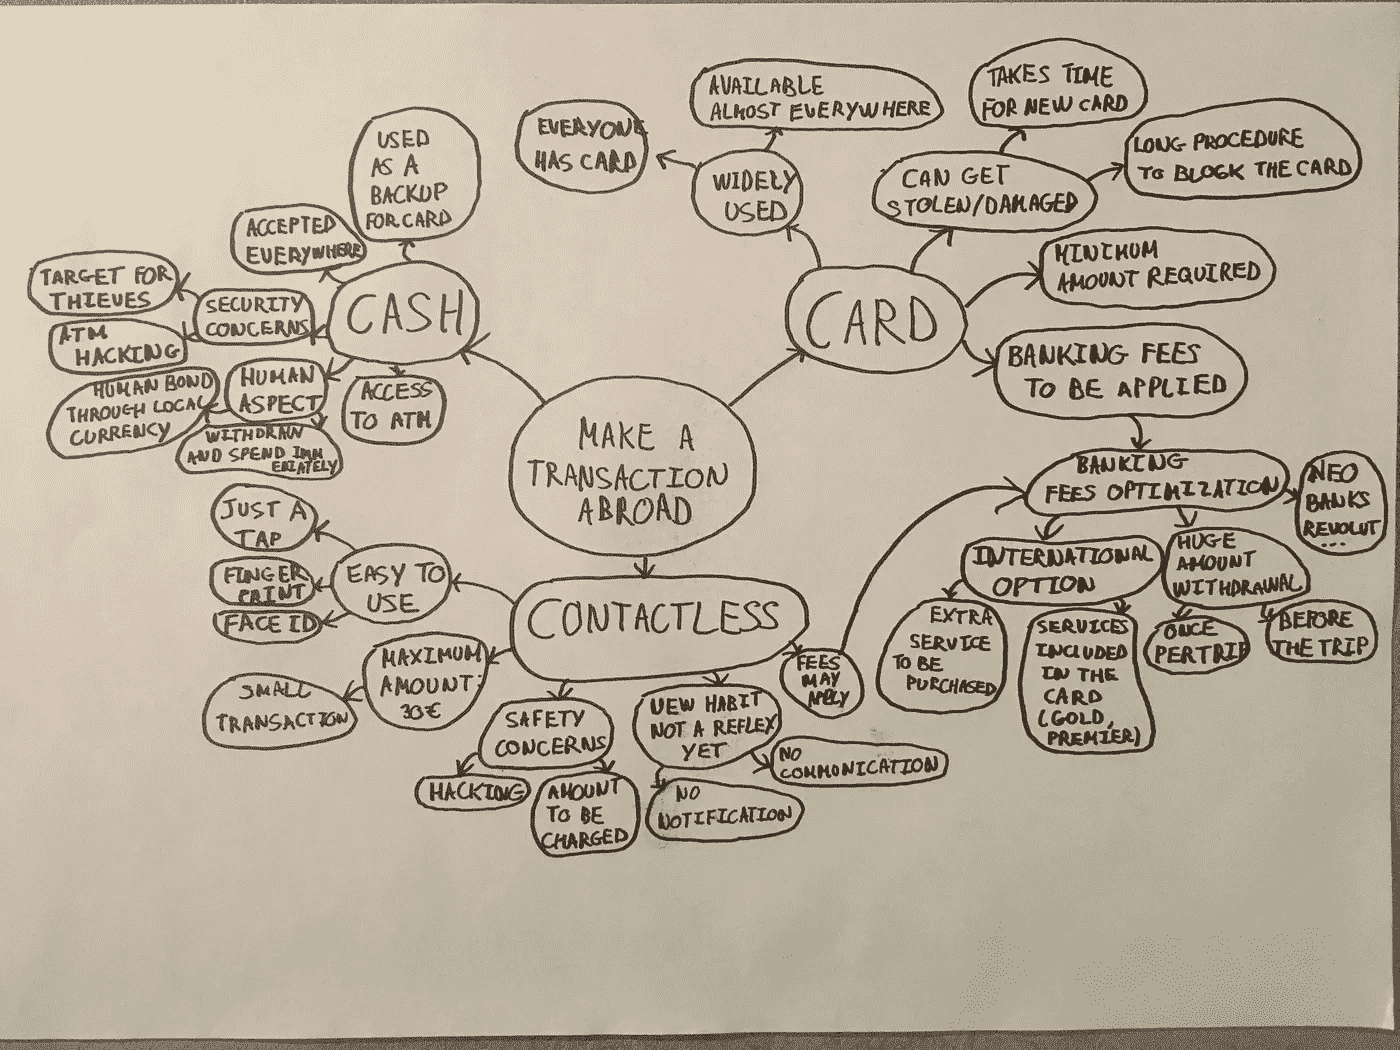 AVAILABLE
ALMOST EVERYWHERE
TAKES TIME
FOR NEW CARD
EVERYONE
HAS CARD
WIDELY
USED
CAN GET
STOLEN/DAMAGED
LONG PROCEDURE
TO BLOCK THE CARD
MINIMUM
AMOUNT REQUIRED
CARD
BANKING FEES
TO BE APPLIED
USED
AS A
BACKUP
FOR CARD
ACCEPTED
EVERYWHERE
TARGET FOR
THIEVES
SECURITY
CONCERNS
ATM
HACKING
CASH
HUMAN
ASPECT
HUMAN BOND
THROUGH LOCAL
CURRENCY
WITHDRAW
AND SPEND IMM
EDIATELY
ACCESS
TO ATM
MAKE A
TRANSACTION
ABROAD
BANKING
FEES OPTIMIZATION
NEO
BANKS
REVOLUT
...
INTERNATIONAL
OPTION
HUGE
AMOUNT
WITHDRAWAL
EXTRA
SERVICE
TO BE
PURCHASED
SERVICES
INCLUDED
IN THE
CARD
(GOLD,
PREMIER)
ONCE
PER TRIP
BEFORE
THE TRIP
JUST A
TAP
FINGER
PRINT
FACE ID
EASY TO
USE
CONTACTLESS
MAXIMUM
AMOUNT:
30€
SMALL
TRANSACTION
SAFETY
CONCERNS
HACKING
AMOUNT
TO BE
CHARGED
NEW HABIT
NOT A REFLEX
YET
NO
NOTIFICATION
NO
COMMUNICATION
FEES
MAY
APPLY